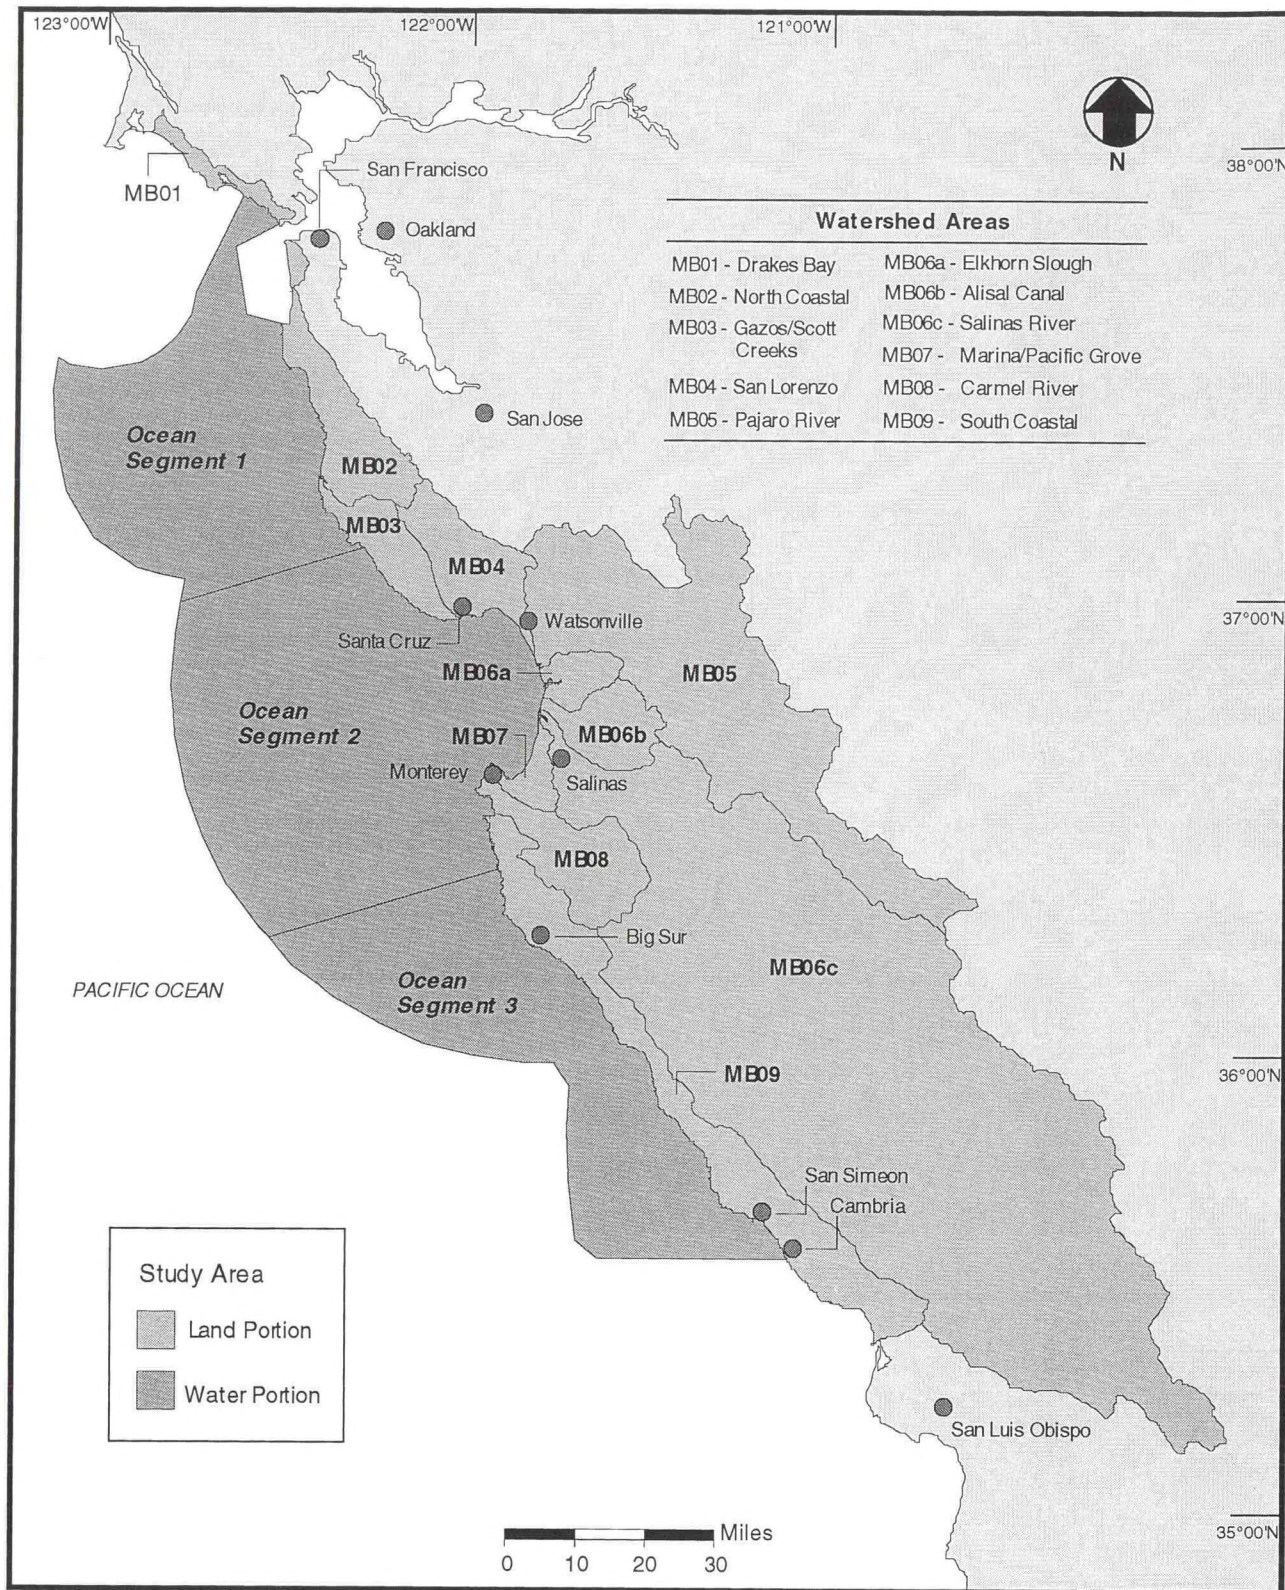 123°00'W
122°00'W
121°00'W
N
38°00'N
San Francisco
MB01
Oakland
Watershed Areas
MB01 - Drakes Bay
MB02 - North Coastal
MB03 - Gazos/Scott
Creeks
MB04 - San Lorenzo
MB05 - Pajaro River
MB06a - Elkhorn Slough
MB06b - Alisal Canal
MB06c - Salinas River
MB07 - Marina/Pacific Grove
MB08 - Carmel River
MB09 - South Coastal
San Jose
Ocean
Segment 1
MB02
MB03
MB04
37°00'N
Watsonville
Santa Cruz
MB06a
MB05
Ocean
Segment 2
MB07
MB06b
Monterey
Salinas
MB08
Big Sur
MB06c
PACIFIC OCEAN
Ocean
Segment 3
MB09
36°00'N
San Simeon
Cambria
Study Area
Land Portion
Water Portion
San Luis Obispo
35°00'N
Miles
0 10 20 30